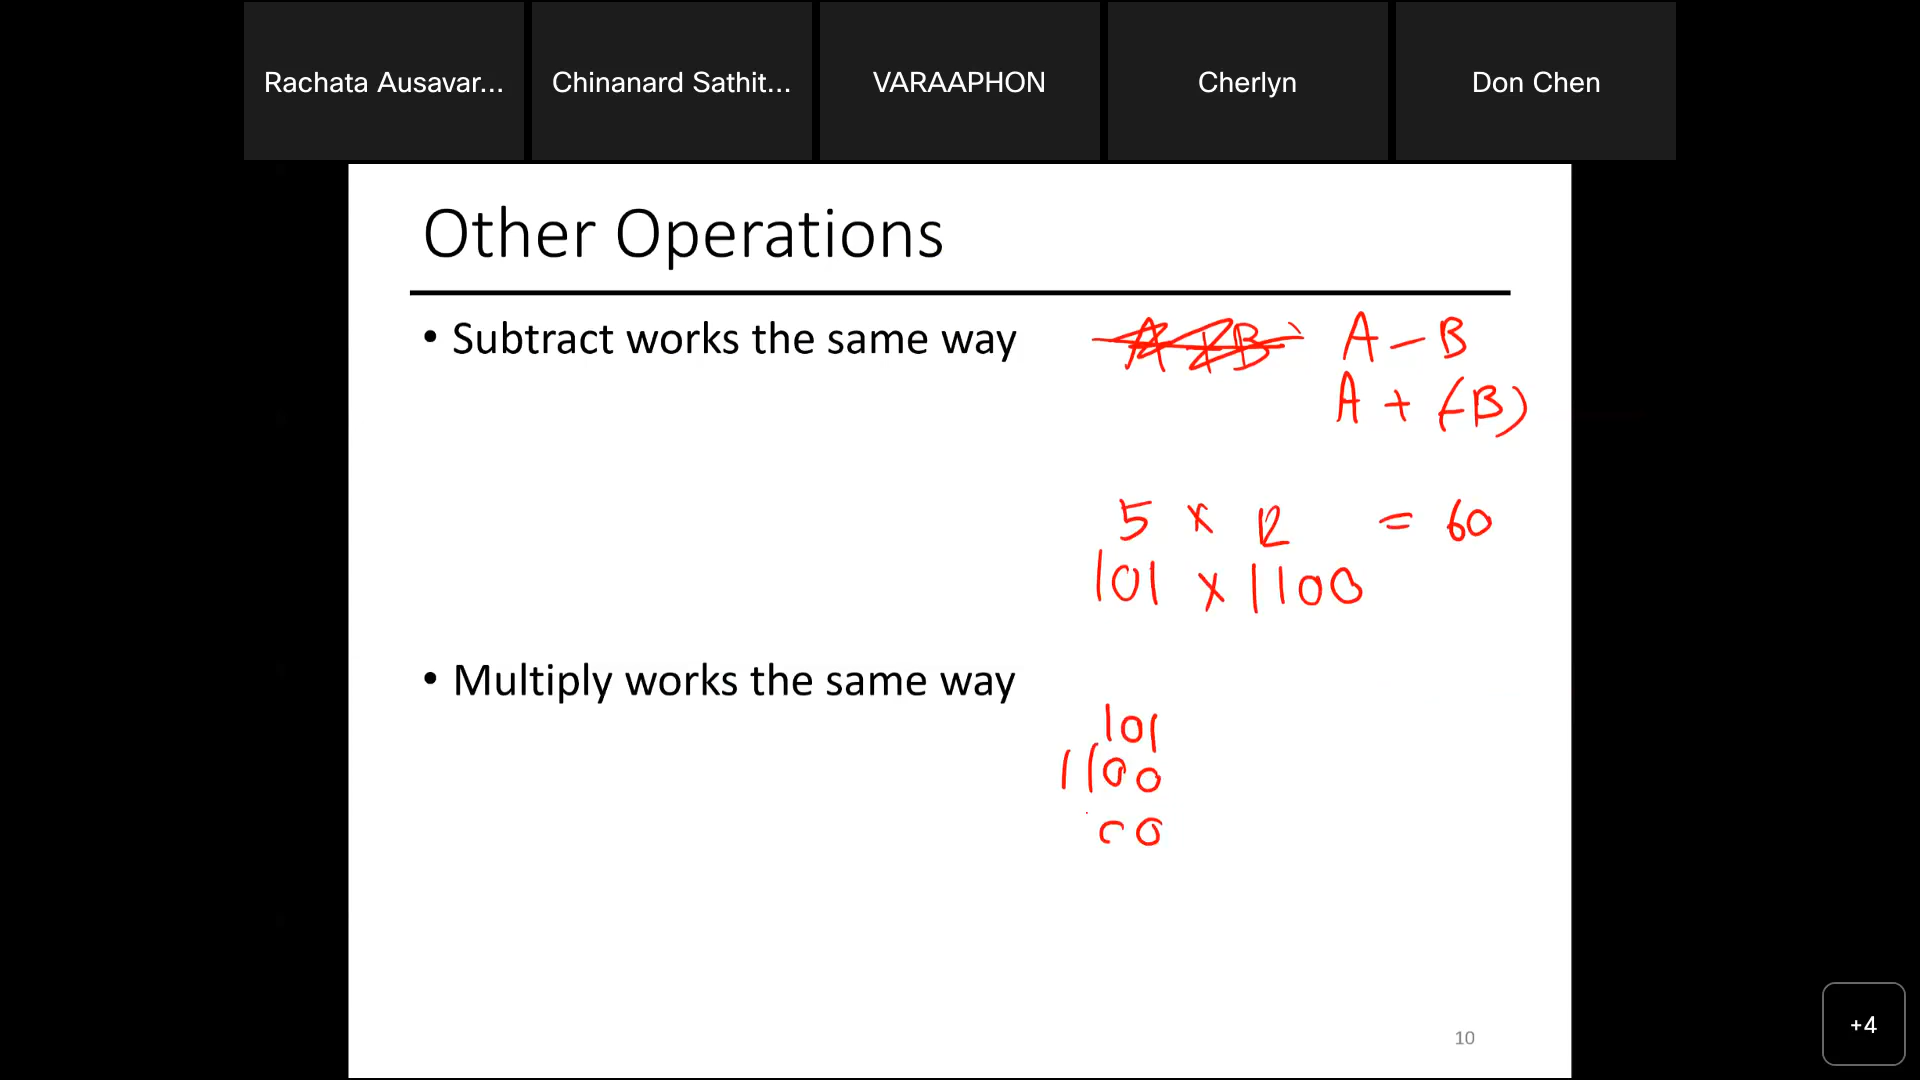 Rachata Ausavar...
Chinanard Sathit...
VARAAPHON
Cherlyn
Don Chen
Other Operations
• Subtract works the same way
A - B
A + (-B)
5 x 12 = 60
101 x 1100
• Multiply works the same way
101
1100
00
10
+4